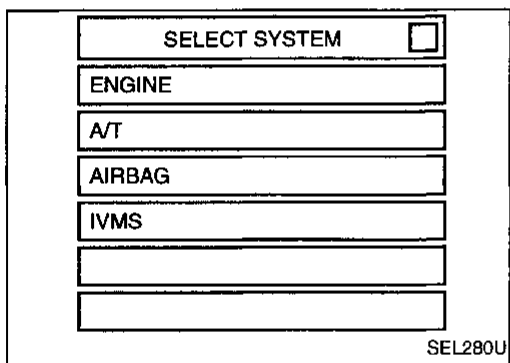 SELECT SYSTEM
ENGINE
A/T
AIRBAG
IVMS
SEL280U